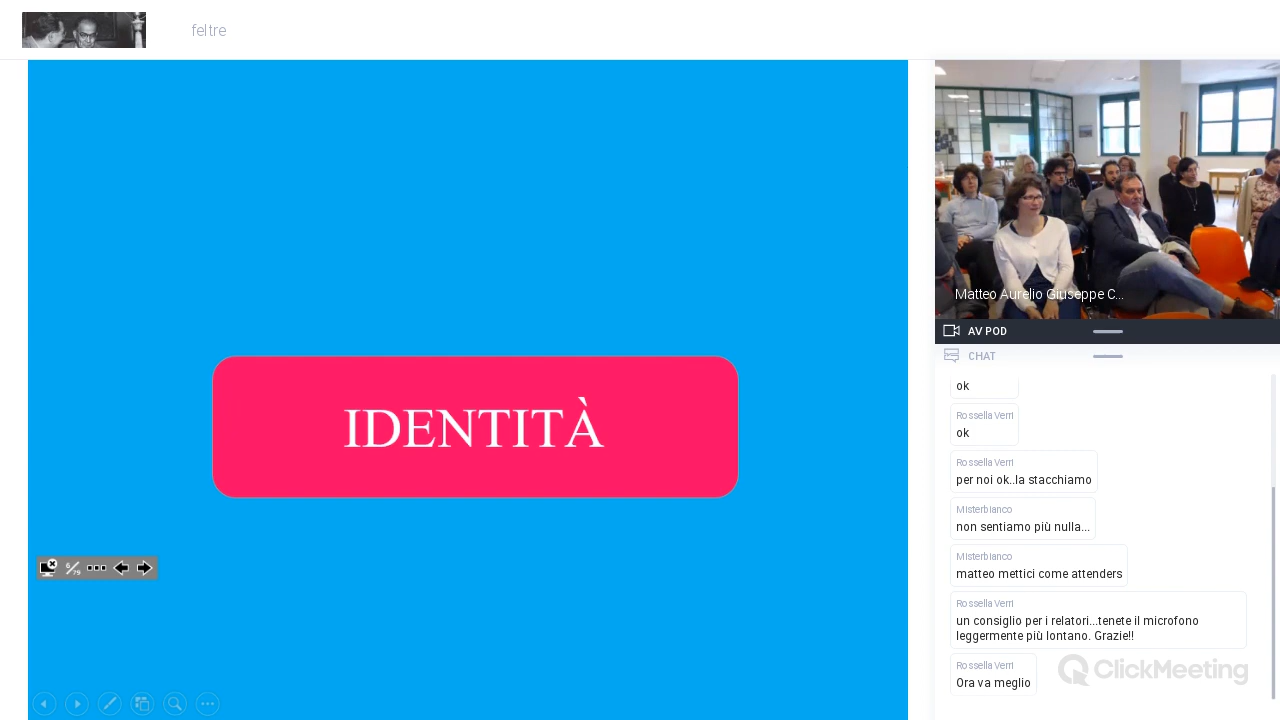 feltre
IDENTITÀ
6/79
Matteo Aurelio Giuseppe C...
AV POD
CHAT
ok
Rossella Verri
ok
Rossella Verri
per noi ok..la stacchiamo
Misterbianco
non sentiamo più nulla...
Misterbianco
matteo mettici come attenders
Rossella Verri
un consiglio per i relatori...tenete il microfono
leggermente più lontano. Grazie!!
Rossella Verri
Ora va meglio
ClickMeeting